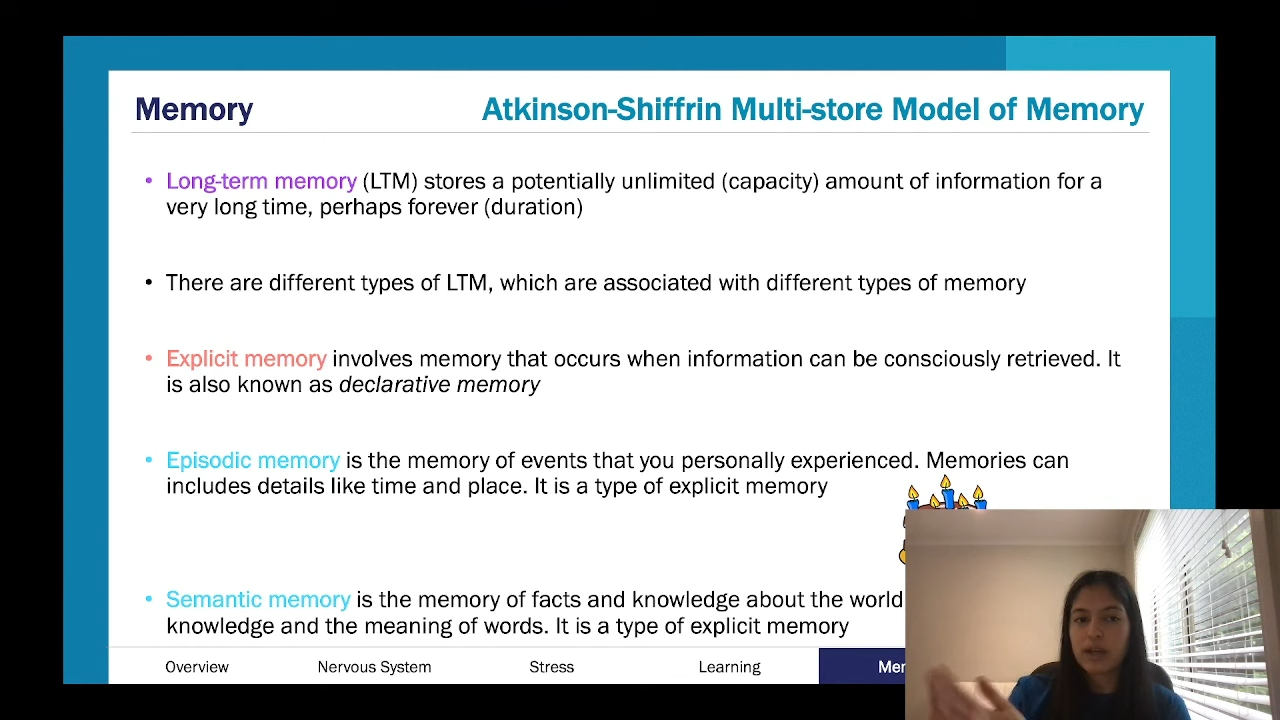 Memory
Atkinson-Shiffrin Multi-store Model of Memory
• Long-term memory (LTM) stores a potentially unlimited (capacity) amount of information for a
very long time, perhaps forever (duration)
• There are different types of LTM, which are associated with different types of memory
• Explicit memory involves memory that occurs when information can be consciously retrieved. It
is also known as declarative memory
• Episodic memory is the memory of events that you personally experienced. Memories can
includes details like time and place. It is a type of explicit memory
• Semantic memory is the memory of facts and knowledge about the world
knowledge and the meaning of words. It is a type of explicit memory
Overview
Nervous System
Stress
Learning